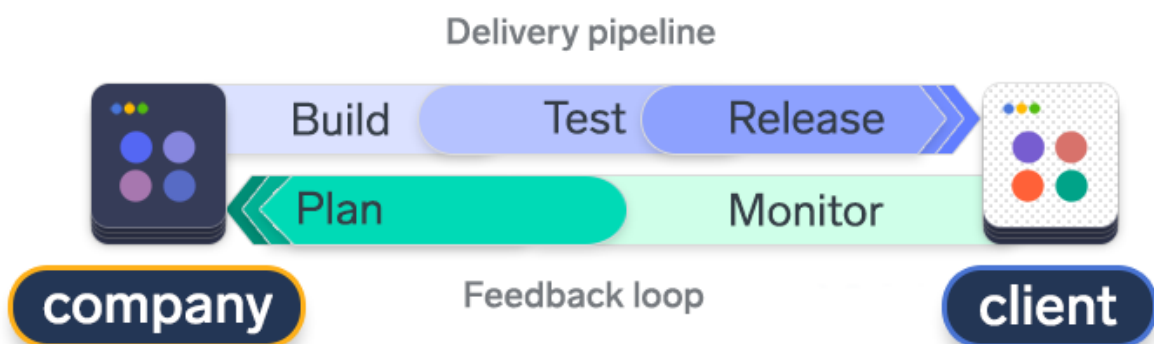 Delivery pipeline
Build Test Release
Plan Monitor
company Feedback loop client